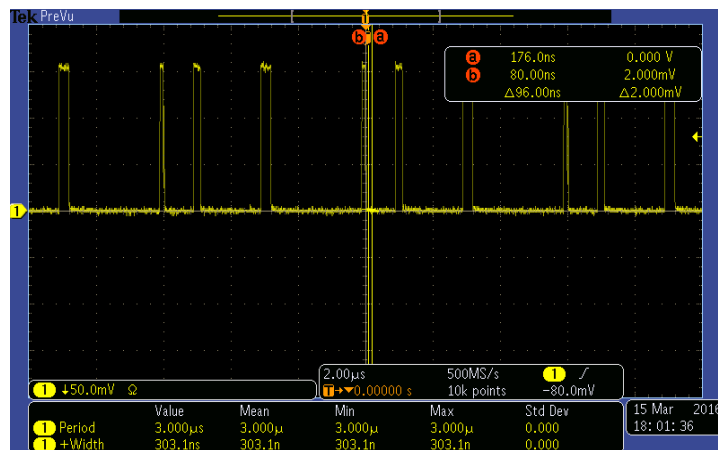 Tek PreVu
b a
a 176.0ns 0.000 V
b 80.00ns 2.000mV
△96.00ns △2.000mV
1
2.00μs 500MS/s 1 ∫
1 ↓50.0mV Ω T→▼0.00000 s 10k points −80.0mV
Value Mean Min Max Std Dev
1 Period 3.000μs 3.000μ 3.000μ 3.000μ 0.000
1 +Width 303.1ns 303.1n 303.1n 303.1n 0.000
15 Mar 2016
18:01:36